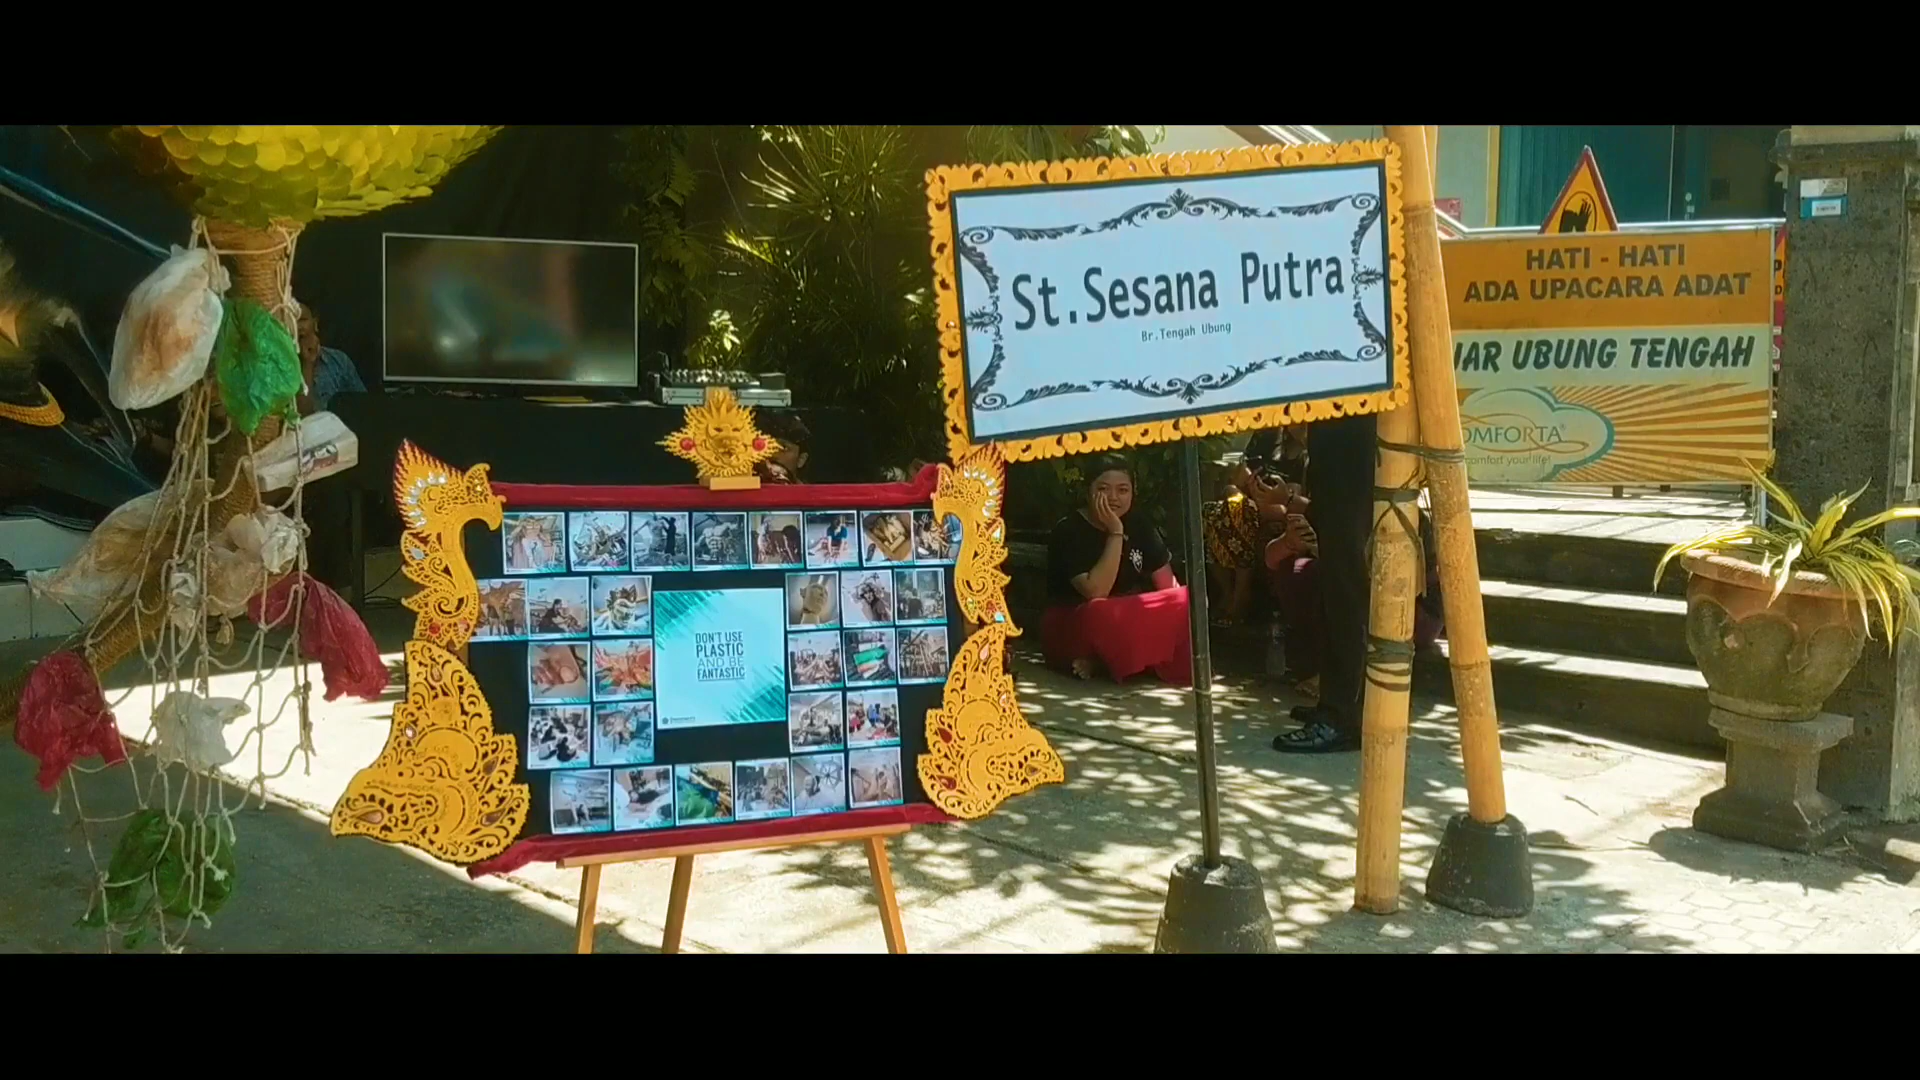 St.Sesana Putra
Br.Tengah Ubung
HATI - HATI
ADA UPACARA ADAT
JAR UBUNG TENGAH
OMFORTA®
comfort your life!
DON'T USE
PLASTIC
AND BE
FANTASTIC